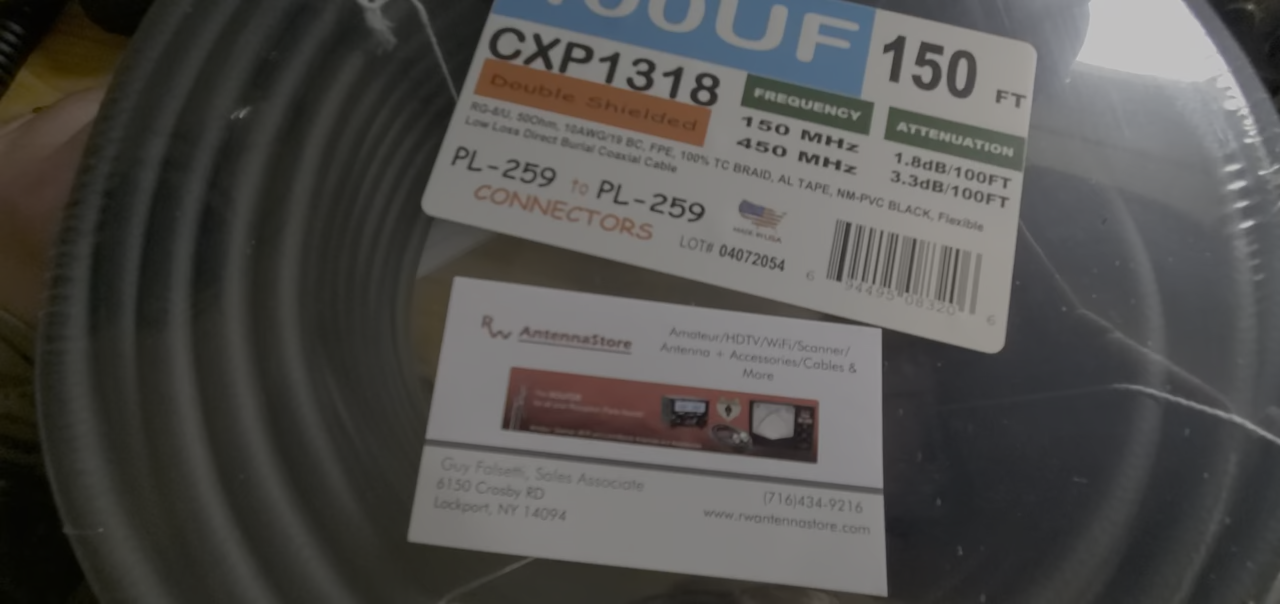 400UF
150 FT
CXP1318
Double Shielded
FREQUENCY
150 MHz
450 MHz
ATTENUATION
1.8dB/100FT
3.3dB/100FT
RG-8/U, 50Ohm, 10AWG/19 BC, FPE, 100% TC BRAID, AL TAPE, NM-PVC BLACK, Flexible
Low Loss Direct Burial Coaxial Cable
PL-259 to PL-259
CONNECTORS
MADE IN USA
LOT# 04072054
6 94495 08320 6
RW AntennaStore
Amateur/HDTV/WiFi/Scanner/
Antenna + Accessories/Cables &
More
Guy Falsetti, Sales Associate
6150 Crosby RD
Lockport, NY 14094
(716)434-9216
www.rwantennastore.com